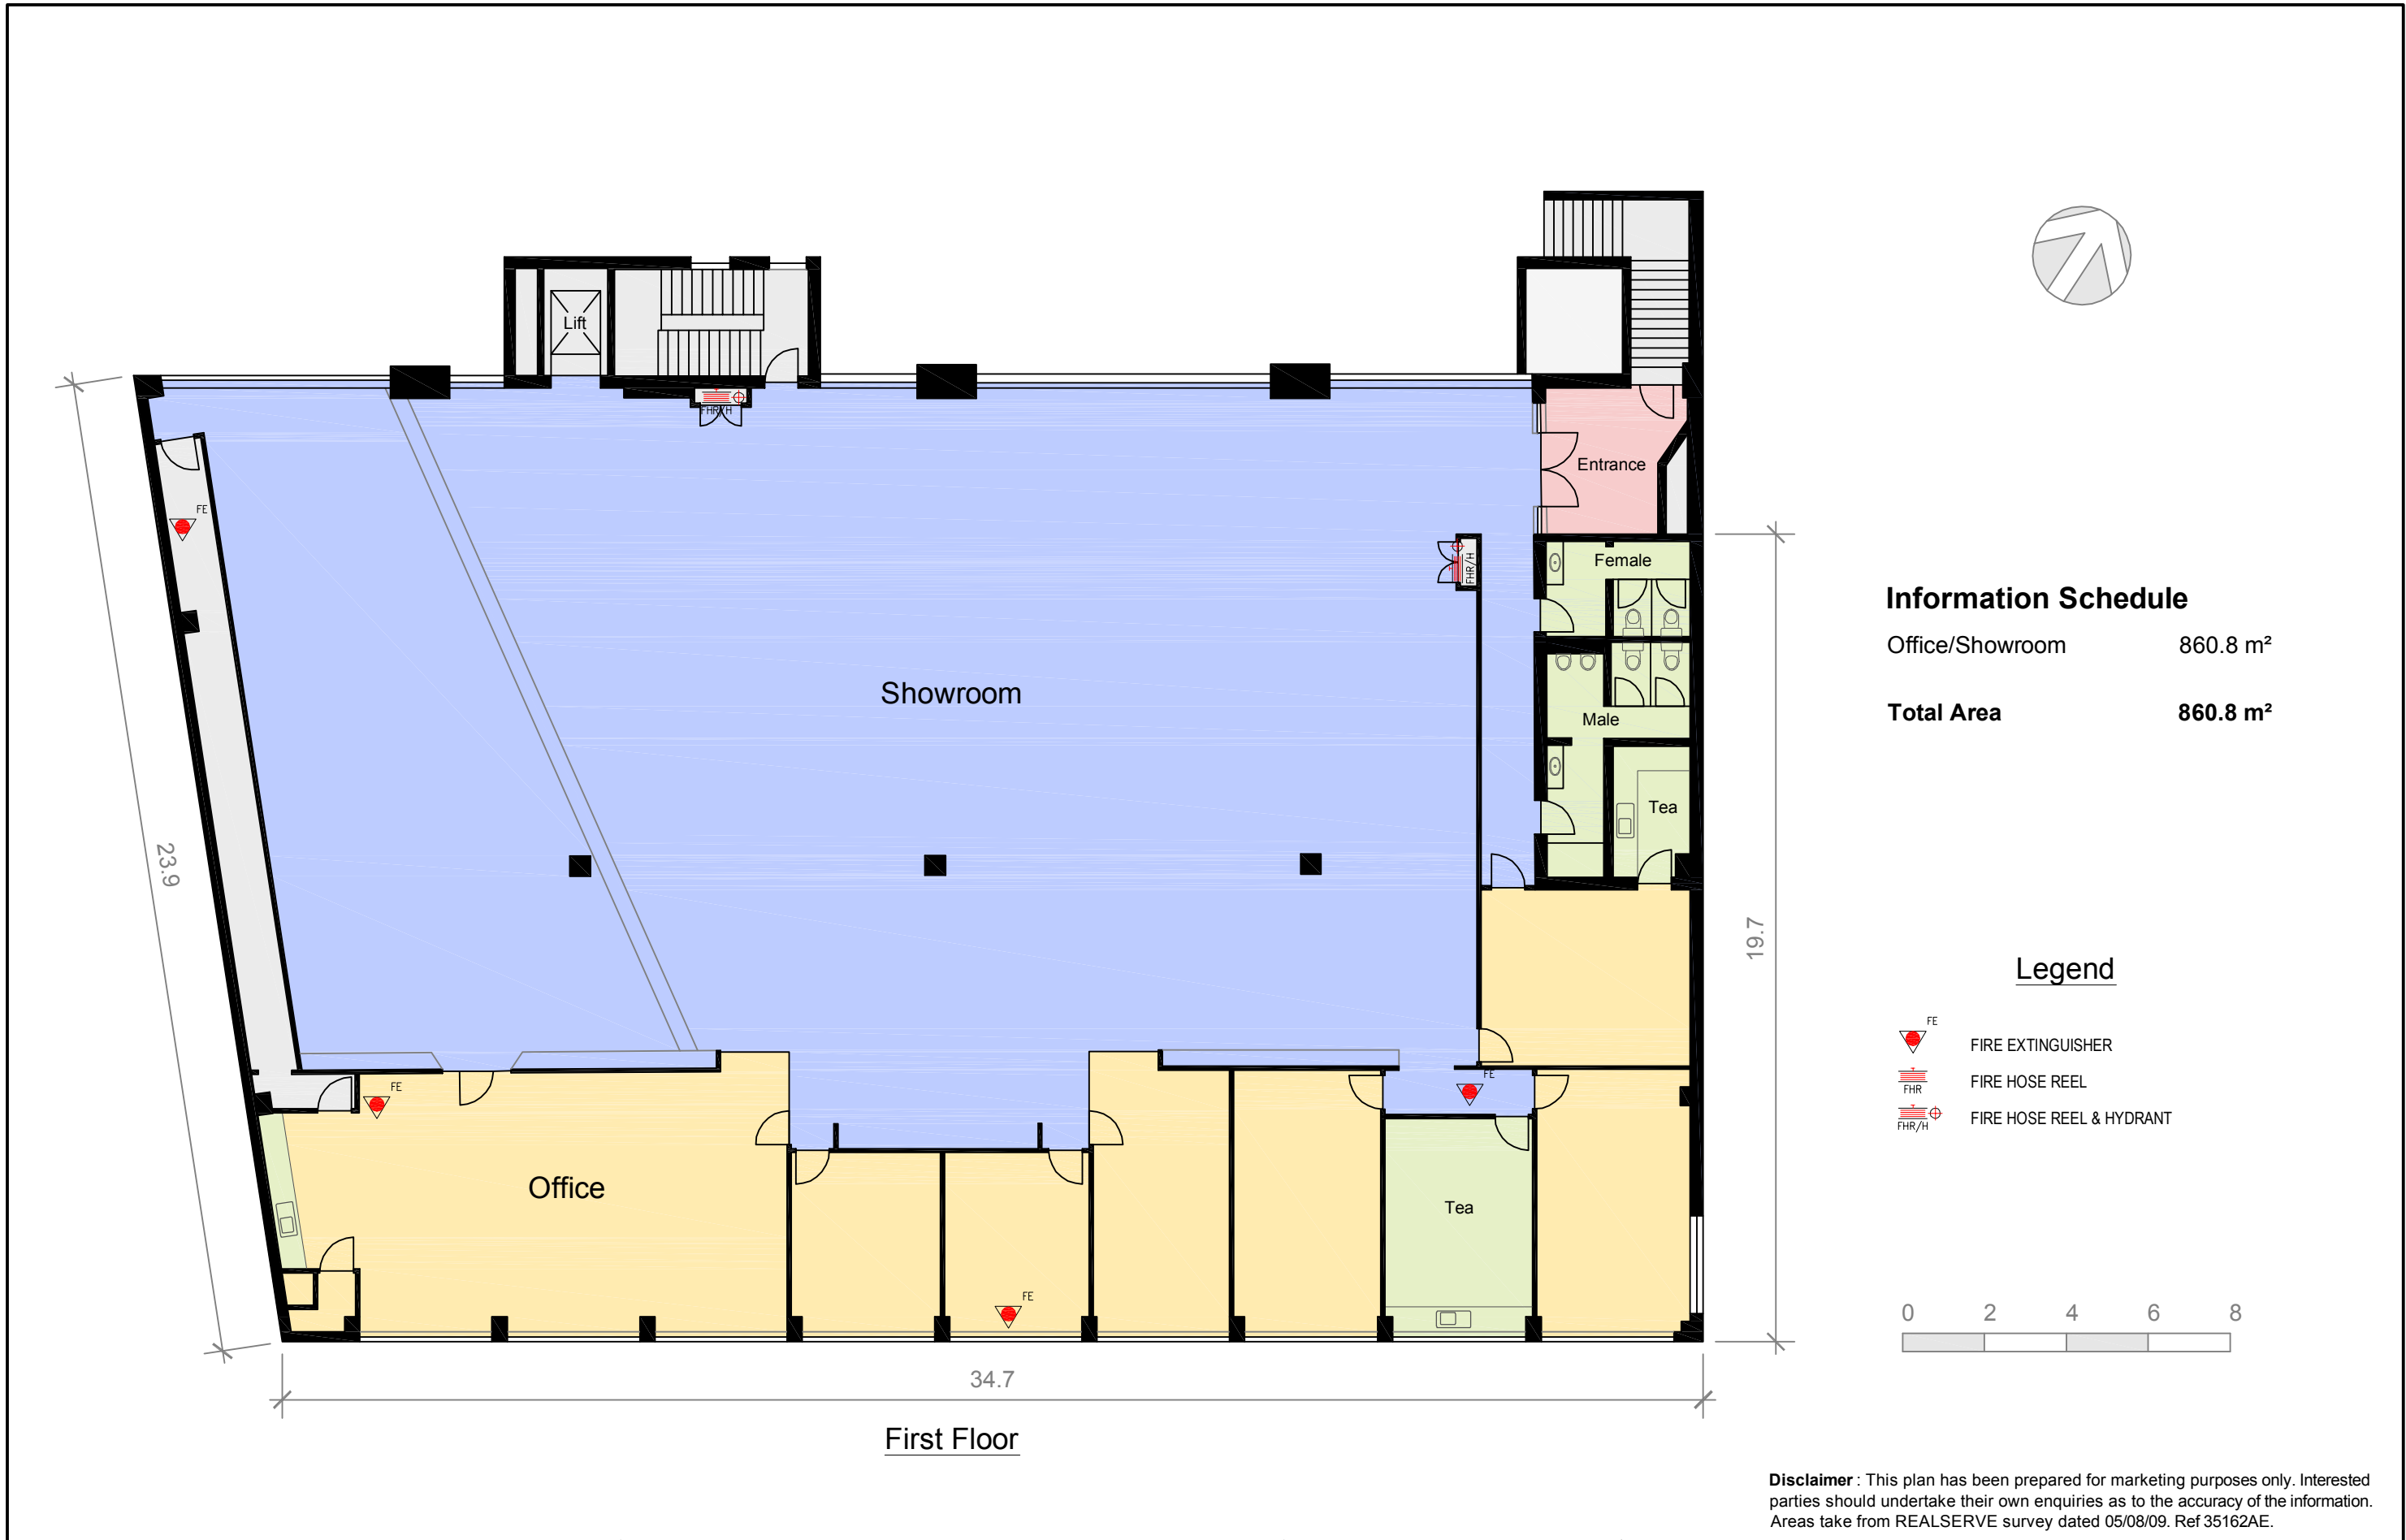 Lift
FHR/H
Entrance
FE
Female
FHR/H
Information Schedule
Office/Showroom 860.8 m²
Total Area 860.8 m²
Showroom
Male
Tea
23.9
19.7
Legend
FE
FIRE EXTINGUISHER
FHR
FIRE HOSE REEL
FHR/H
FIRE HOSE REEL & HYDRANT
FE
FE
Office
Tea
FE
0 2 4 6 8
34.7
First Floor
Disclaimer : This plan has been prepared for marketing purposes only. Interested
parties should undertake their own enquiries as to the accuracy of the information.
Areas take from REALSERVE survey dated 05/08/09. Ref 35162AE.